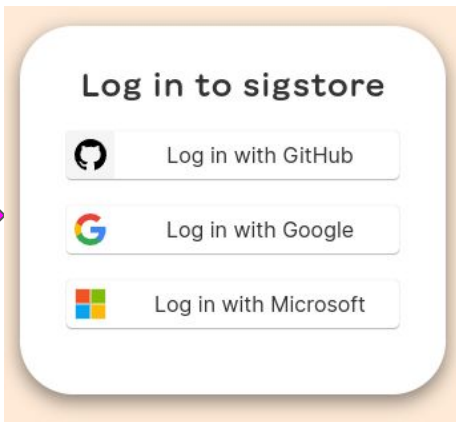 Log in to sigstore
Log in with GitHub
Log in with Google
Log in with Microsoft